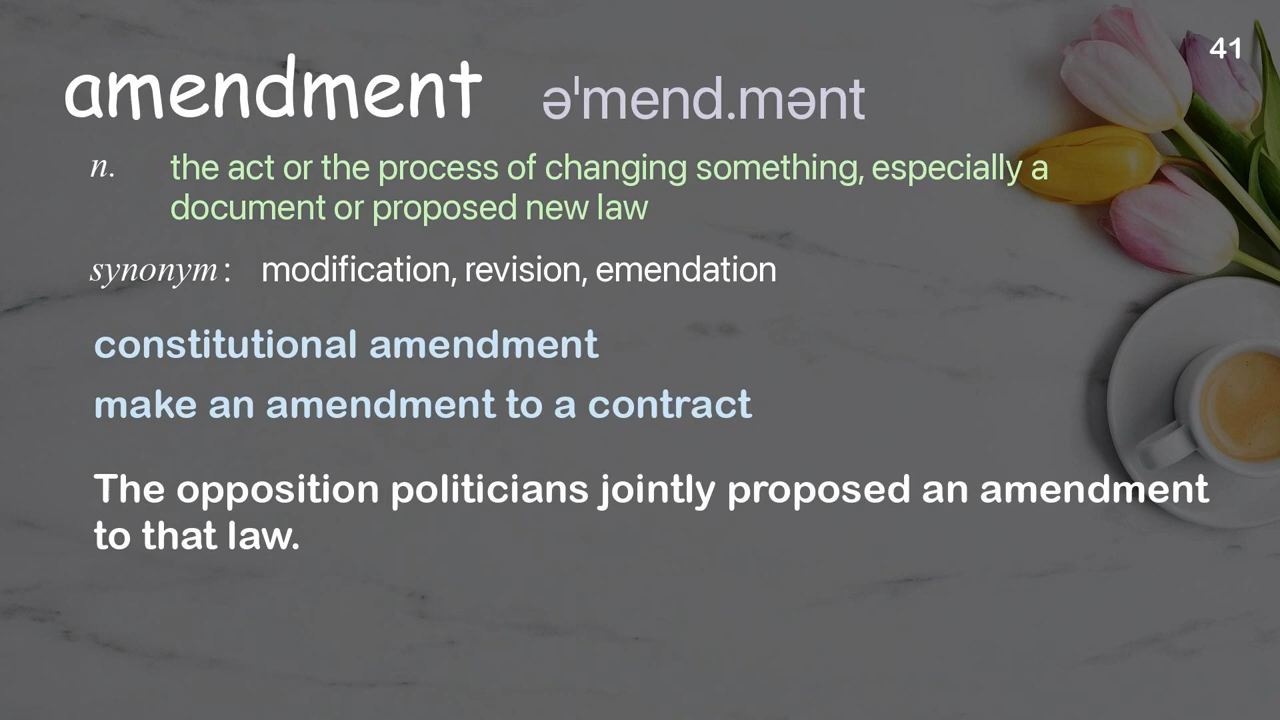 41
amendment əˈmend.mənt
n. the act or the process of changing something, especially a
document or proposed new law
synonym : modification, revision, emendation
constitutional amendment
make an amendment to a contract
The opposition politicians jointly proposed an amendment
to that law.